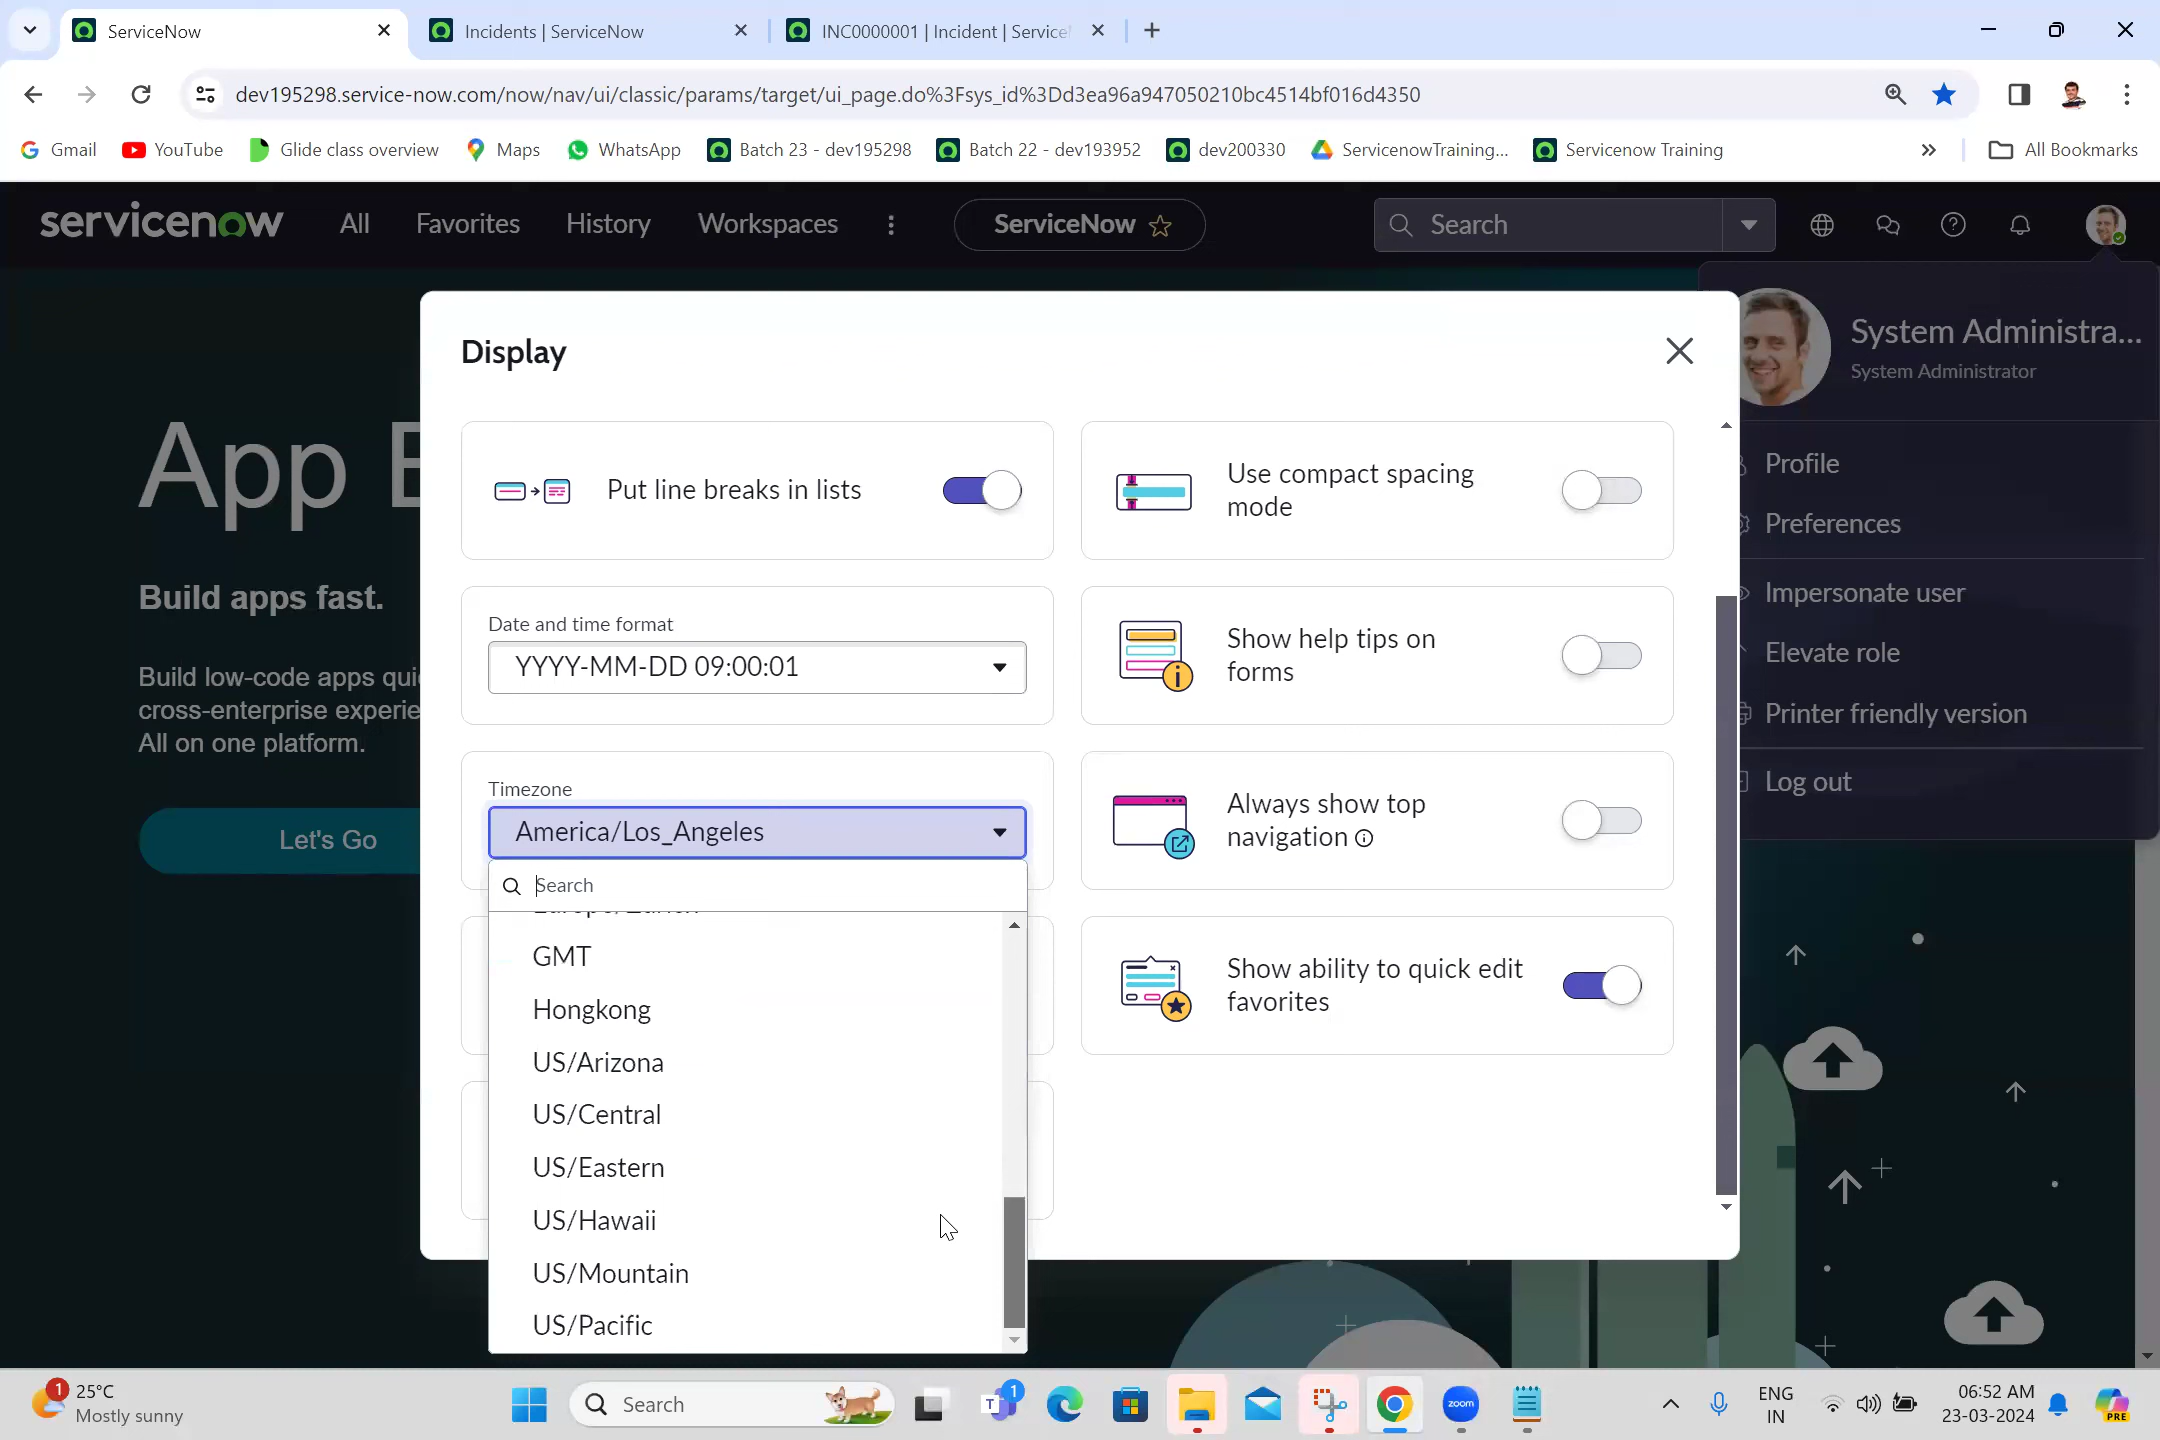 ServiceNow
Incidents | ServiceNow
INC0000001 | Incident | Service
dev195298.service-now.com/now/nav/ui/classic/params/target/ui_page.do%3Fsys_id%3Dd3ea96a947050210bc4514bf016d4350
Gmail
YouTube
Glide class overview
Maps
WhatsApp
Batch 23 - dev195298
Batch 22 - dev193952
dev200330
ServicenowTraining...
Servicenow Training
All Bookmarks
servicenow
All
Favorites
History
Workspaces
ServiceNow
Search
System Administra...
System Administrator
Profile
Preferences
Impersonate user
Elevate role
Printer friendly version
Log out
App
Build apps fast.
Build low-code apps
cross-enterprise
All on one platform.
Let's Go
Display
Put line breaks in lists
Use compact spacing
mode
Date and time format
YYYY-MM-DD 09:00:01
Show help tips on
forms
Timezone
America/Los_Angeles
Always show top
navigation
Search
GMT
Hongkong
US/Arizona
US/Central
US/Eastern
US/Hawaii
US/Mountain
US/Pacific
Show ability to quick edit
favorites
1
25°C
Mostly sunny
Search
1
T
zoom
ENG
IN
06:52 AM
23-03-2024
PRE